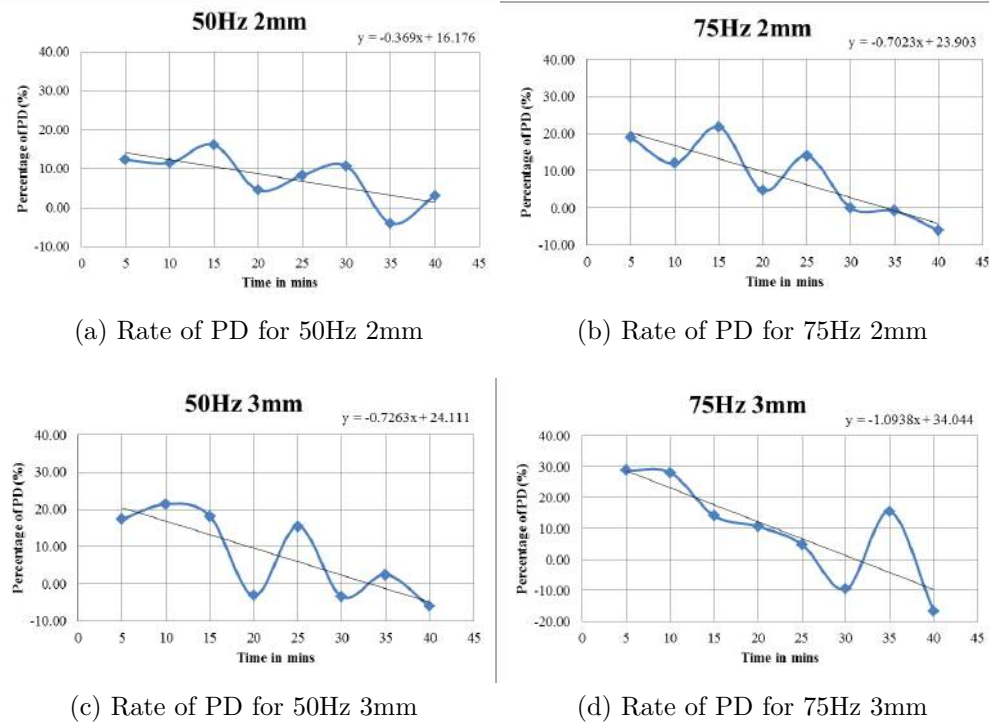 50Hz 2mm
y = -0.369x + 16.176
40.00
30.00
20.00
10.00
0.00
-10.00
Percentage of PD (%)
0 5 10 15 20 25 30 35 40 45
Time in mins
(a) Rate of PD for 50Hz 2mm
75Hz 2mm
y = -0.7023x + 23.903
40.00
30.00
20.00
10.00
0.00
-10.00
Percentage of PD (%)
0 5 10 15 20 25 30 35 40 45
Time in mins
(b) Rate of PD for 75Hz 2mm
50Hz 3mm
y = -0.7263x + 24.111
40.00
30.00
20.00
10.00
0.00
-10.00
Percentage of PD (%)
0 5 10 15 20 25 30 35 40 45
Time in mins
(c) Rate of PD for 50Hz 3mm
75Hz 3mm
y = -1.0938x + 34.044
40.00
30.00
20.00
10.00
0.00
-10.00
-20.00
Percentage of PD (%)
0 5 10 15 20 25 30 35 40 45
Time in mins
(d) Rate of PD for 75Hz 3mm